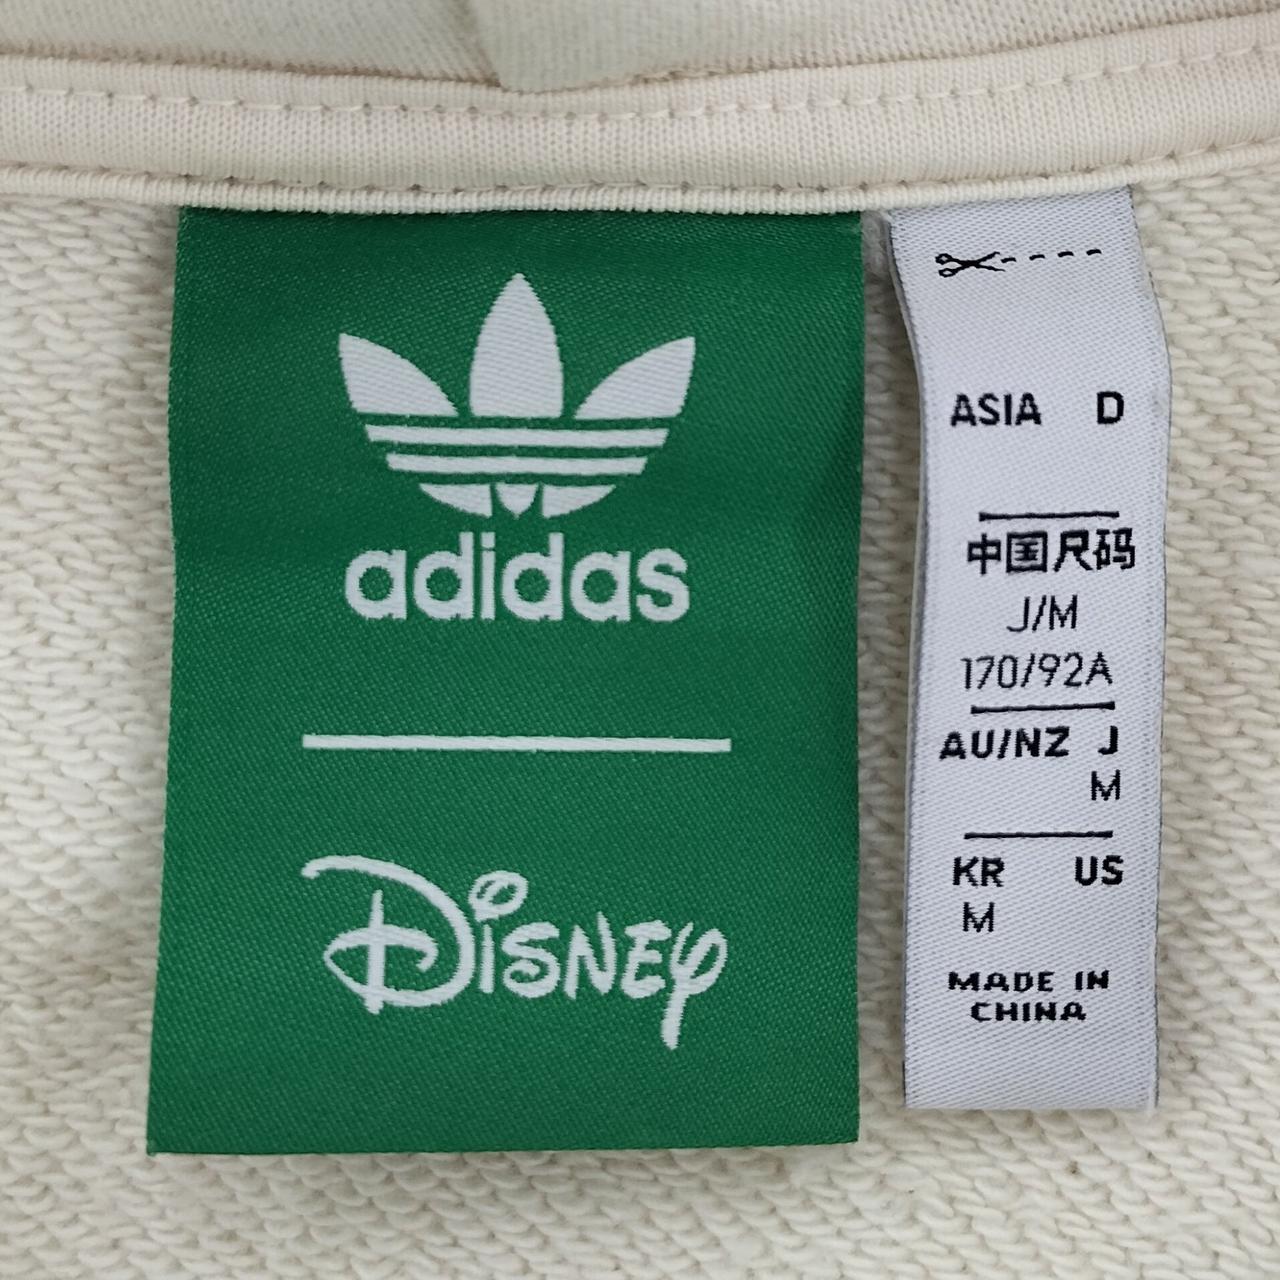 adidas
Disney
ASIA D
中国尺码
J/M
170/92A
AU/NZ J
M
KR US
M
MADE IN
CHINA